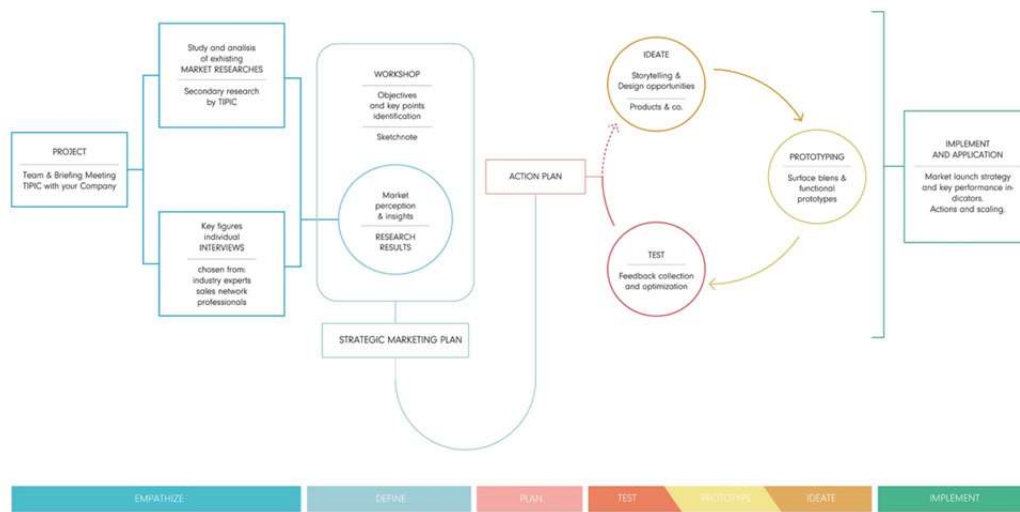 PROJECT
Team & Briefing Meeting
TIPIC with your Company
Study and analisis
of exhisting
MARKET RESEARCHES
Secondary research
by TIPIC
Key figures
individual
INTERVIEWS
chosen from:
industry experts
sales network
professionals
WORKSHOP
Objectives
and key points
identification
Sketchnote
Market
perception
& insights
RESEARCH
RESULTS
STRATEGIC MARKETING PLAN
ACTION PLAN
IDEATE
Storytelling &
Design opportunities
Products & co.
PROTOTYPING
Surface blens &
functional
prototypes
TEST
Feedback collection
and optimization
IMPLEMENT
AND APPLICATION
Market launch strategy
and key performance in-
dicators.
Actions and scaling.
EMPATHIZE
DEFINE
PLAN
TEST
PROTOTYPE
IDEATE
IMPLEMENT